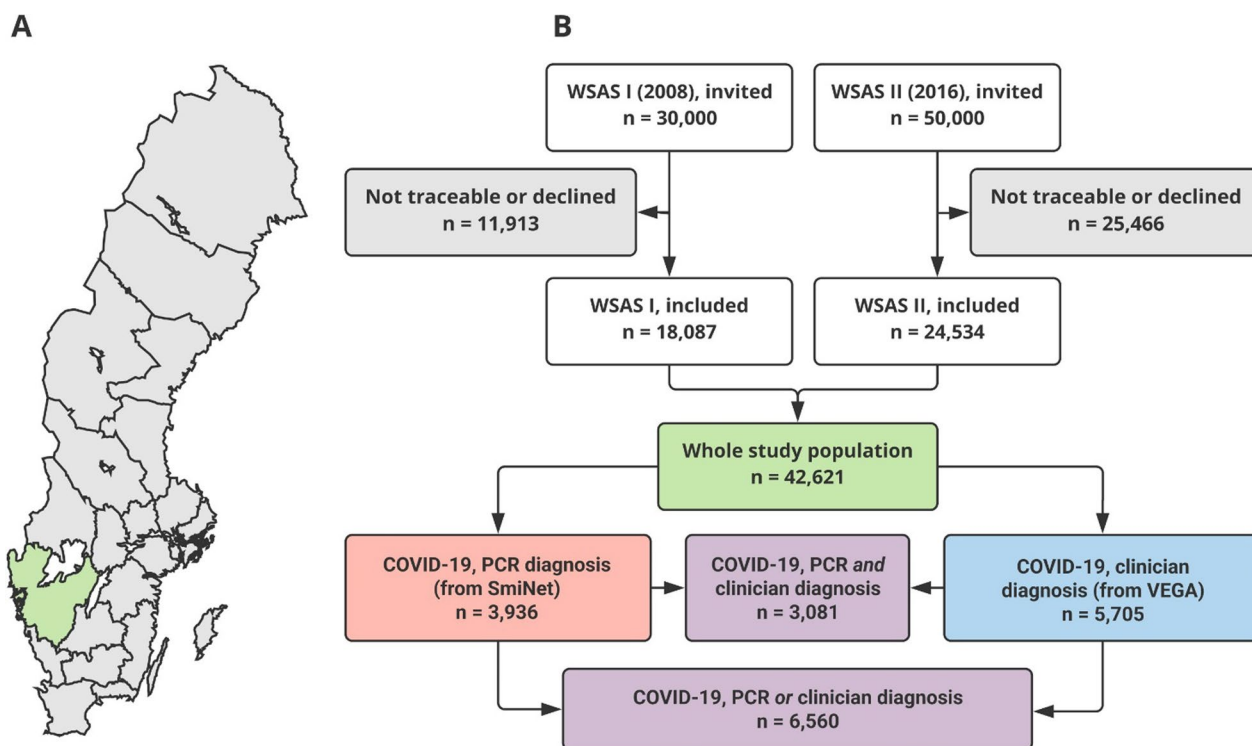 A
B
WSAS I (2008), invited
n = 30,000
WSAS II (2016), invited
n = 50,000
Not traceable or declined
n = 11,913
Not traceable or declined
n = 25,466
WSAS I, included
n = 18,087
WSAS II, included
n = 24,534
Whole study population
n = 42,621
COVID-19, PCR diagnosis
(from SmiNet)
n = 3,936
COVID-19, PCR and
clinician diagnosis
n = 3,081
COVID-19, clinician
diagnosis (from VEGA)
n = 5,705
COVID-19, PCR or clinician diagnosis
n = 6,560